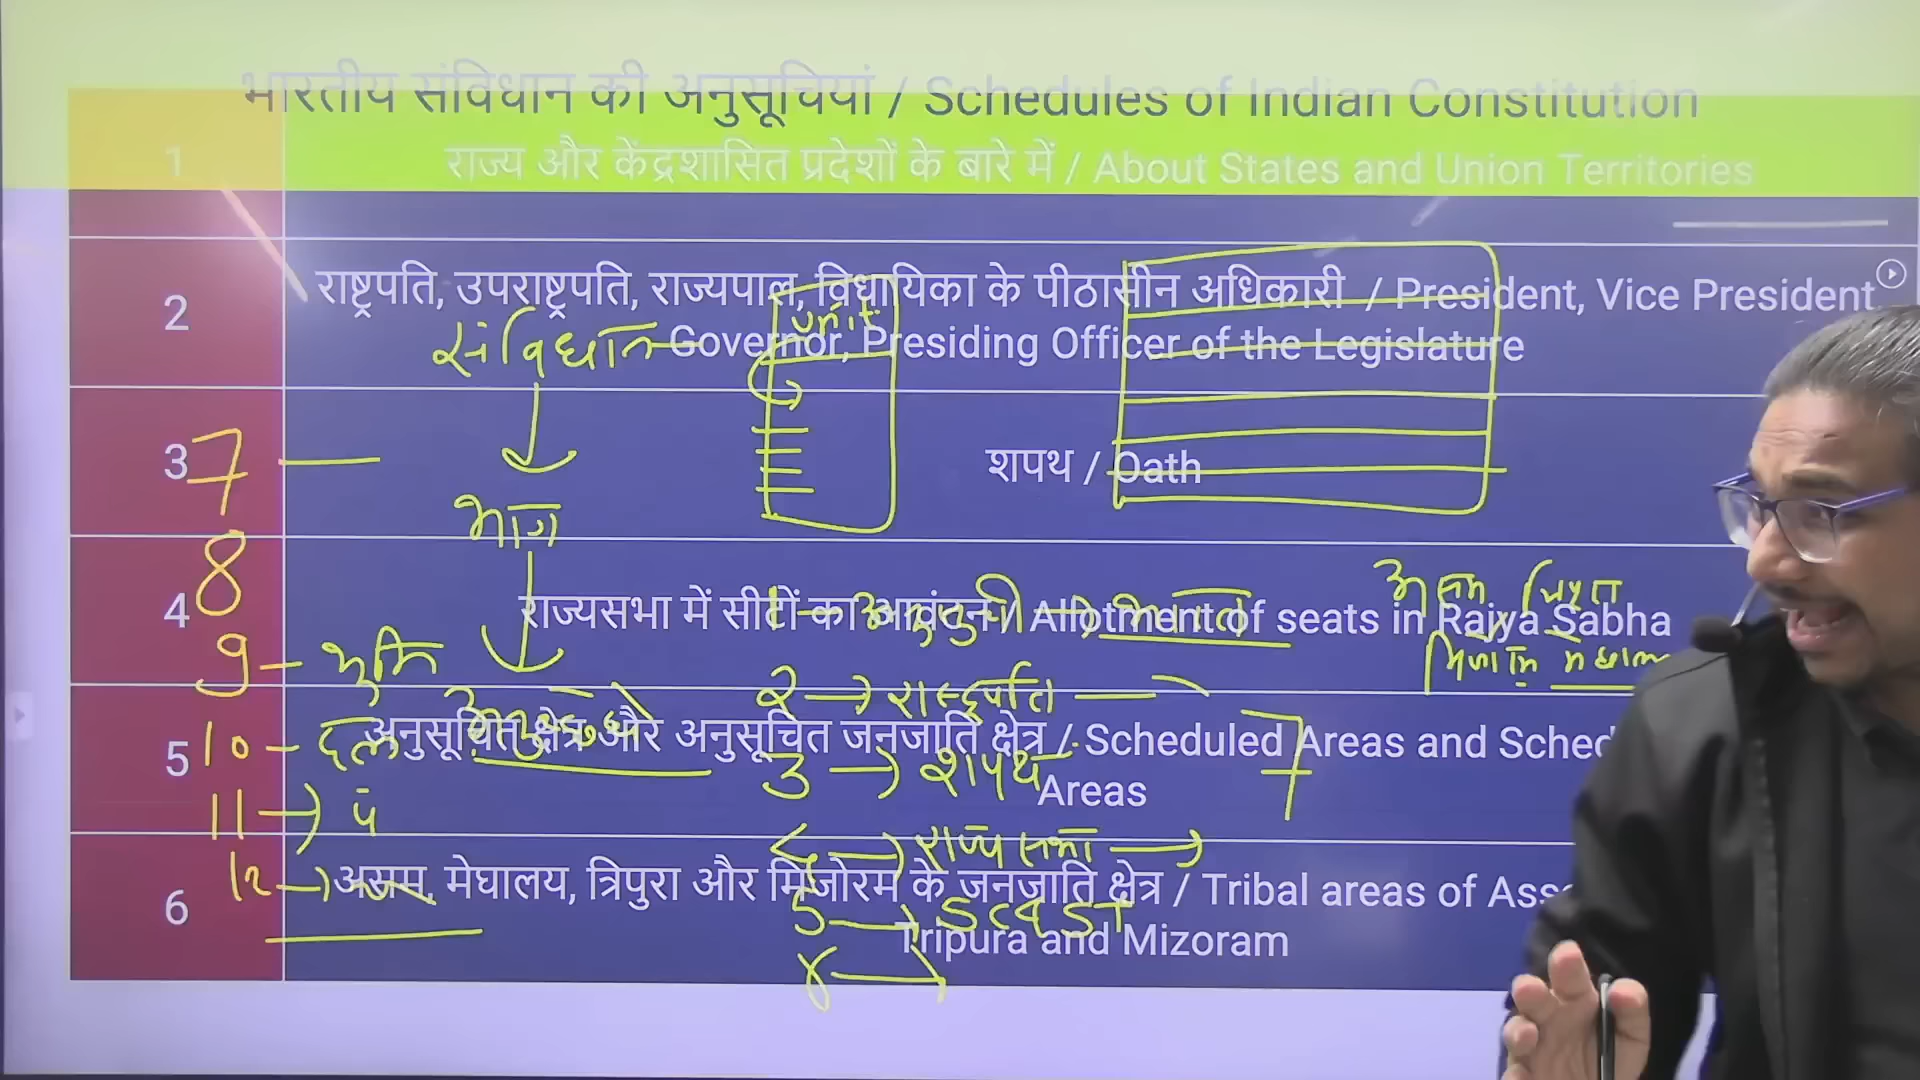 भारतीय संविधान की अनुसूचियां / Schedules of Indian Constitution
1 राज्य और केंद्रशासित प्रदेशों के बारे में / About States and Union Territories
2 राष्ट्रपति, उपराष्ट्रपति, राज्यपाल, विधायिका के पीठासीन अधिकारी / President, Vice President,
Governor, Presiding Officer of the Legislature
3 शपथ / Oath
4 राज्यसभा में सीटों का आवंटन / Allotment of seats in Rajya Sabha
5 अनुसूचित क्षेत्र और अनुसूचित जनजाति क्षेत्र / Scheduled Areas and Sched
Areas
6 असम, मेघालय, त्रिपुरा और मिजोरम के जनजाति क्षेत्र / Tribal areas of Ass
Tripura and Mizoram
संविधान
unit
भाग
7
8
9 – भूमि
10 – दल
11 → पं
12 →
2 → राष्ट्रपति
3 → शपथ
4 → राज्यसभा →
5 → SC व ST
7